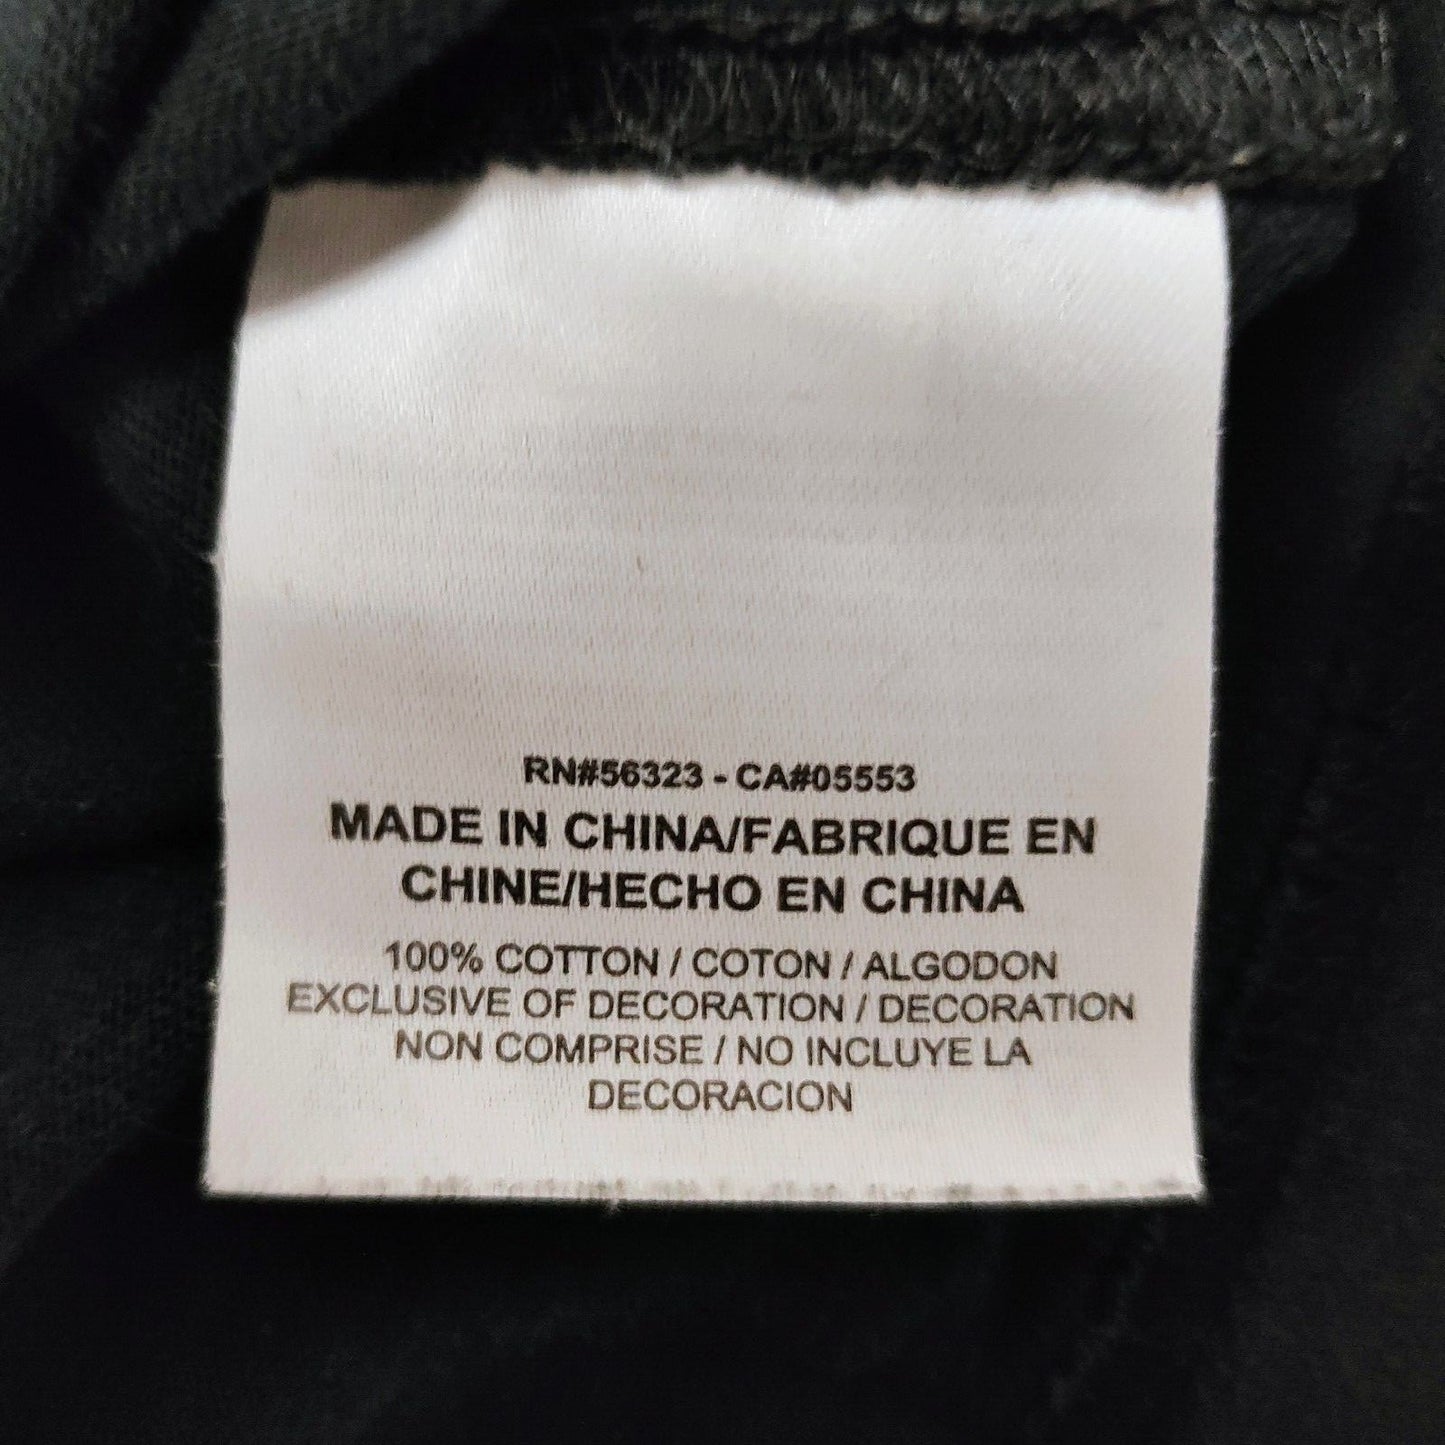 RN#56323 - CA#05553
MADE IN CHINA/FABRIQUE EN
CHINE/HECHO EN CHINA
100% COTTON / COTON / ALGODON
EXCLUSIVE OF DECORATION / DECORATION
NON COMPRISE / NO INCLUYE LA
DECORACION